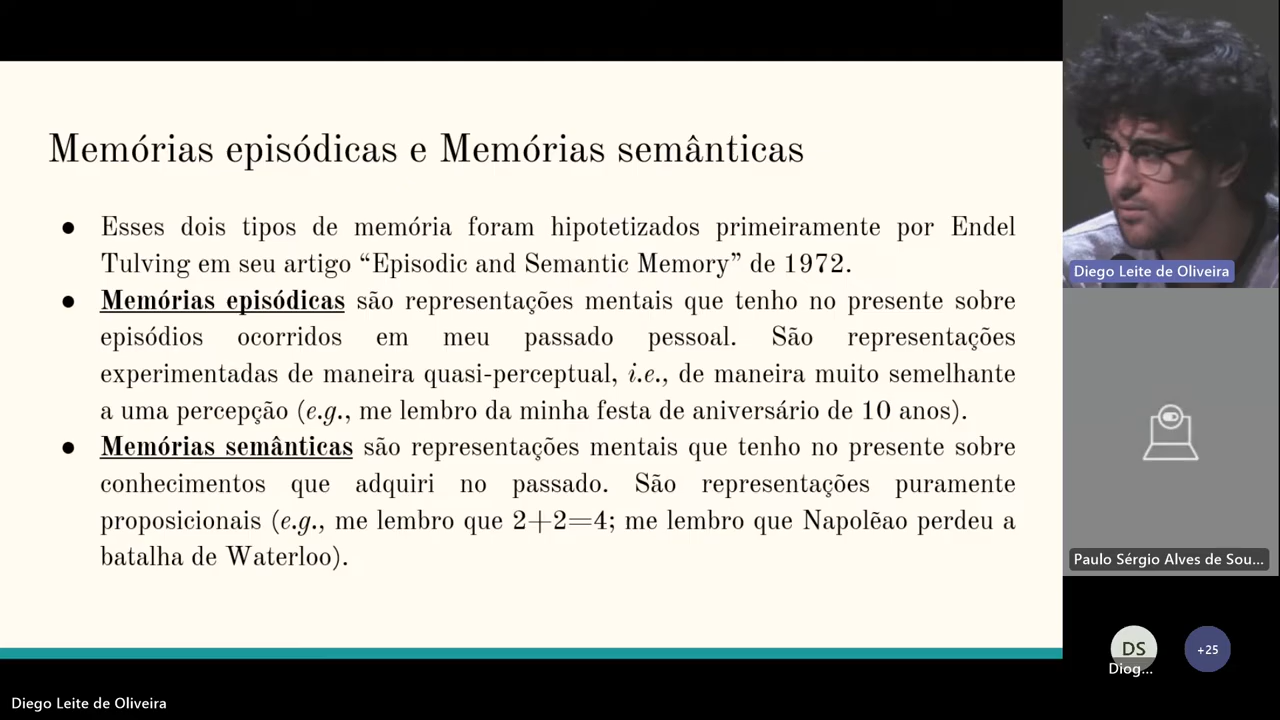 Memórias episódicas e Memórias semânticas
● Esses dois tipos de memória foram hipotetizados primeiramente por Endel
Tulving em seu artigo “Episodic and Semantic Memory” de 1972.
● Memórias episódicas são representações mentais que tenho no presente sobre
episódios ocorridos em meu passado pessoal. São representações
experimentadas de maneira quasi-perceptual, i.e., de maneira muito semelhante
a uma percepção (e.g., me lembro da minha festa de aniversário de 10 anos).
● Memórias semânticas são representações mentais que tenho no presente sobre
conhecimentos que adquiri no passado. São representações puramente
proposicionais (e.g., me lembro que 2+2=4; me lembro que Napolẽao perdeu a
batalha de Waterloo).
Diego Leite de Oliveira
Paulo Sérgio Alves de Sou...
DS
Diog...
+25
Diego Leite de Oliveira